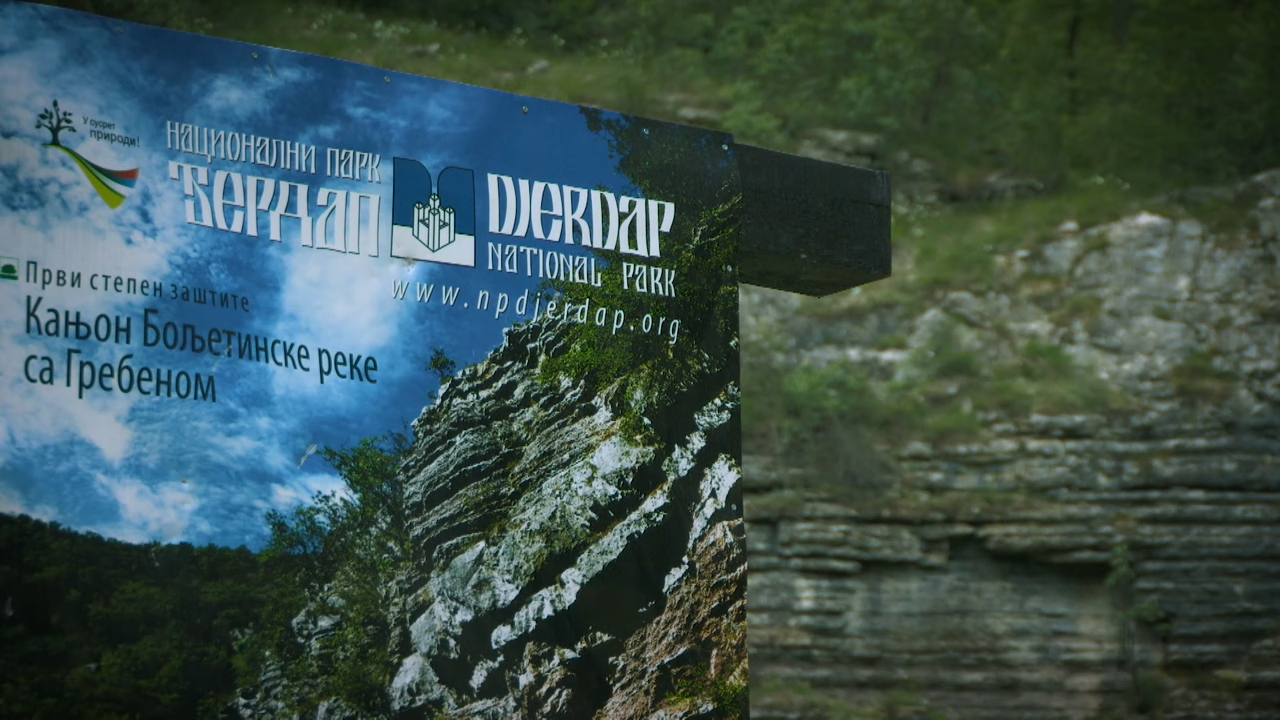 У сусрет
природи!
НАЦИОНАЛНИ ПАРК
ЂЕРДАП
DJERDAP
NATIONAL PARK
www.npdjerdap.org
Први степен заштите
Кањон Бољетинске реке
са Гребеном